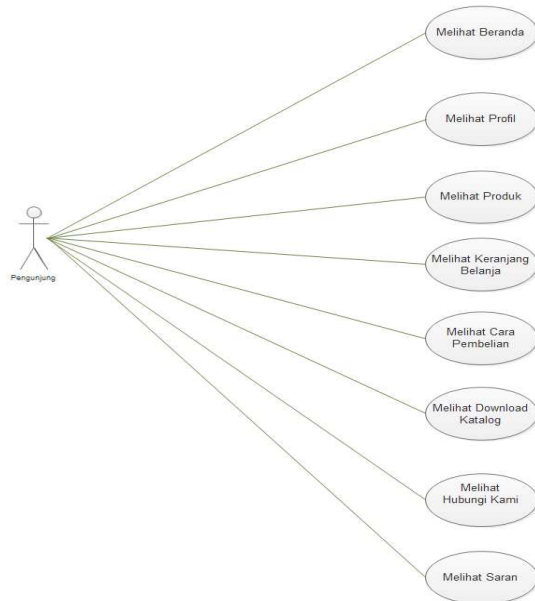 Melihat Beranda
Melihat Profil
Melihat Produk
Pengunjung
Melihat Keranjang
Belanja
Melihat Cara
Pembelian
Melihat Download
Katalog
Melihat
Hubungi Kami
Melihat Saran